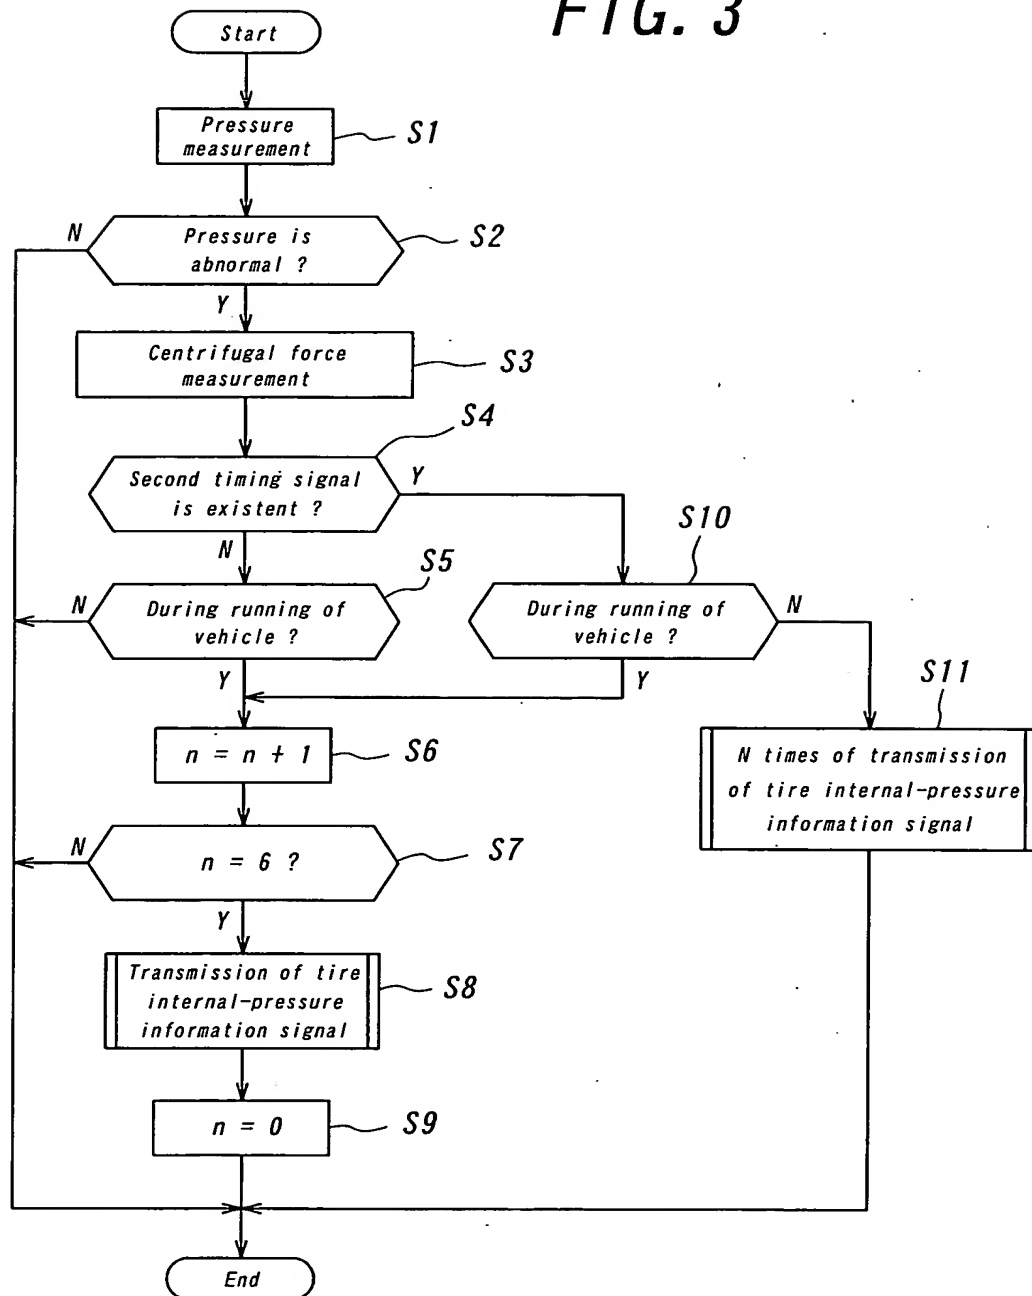 FIG. 3
Start
Pressure
measurement
S1
Pressure is
abnormal ?
S2
N
Y
Centrifugal force
measurement
S3
S4
Second timing signal
is existent ?
Y
N
S5
During running of
vehicle ?
N
Y
S10
During running of
vehicle ?
N
Y
S11
N times of transmission
of tire internal-pressure
information signal
n = n + 1
S6
n = 6 ?
S7
N
Y
Transmission of tire
internal-pressure
information signal
S8
n = 0
S9
End